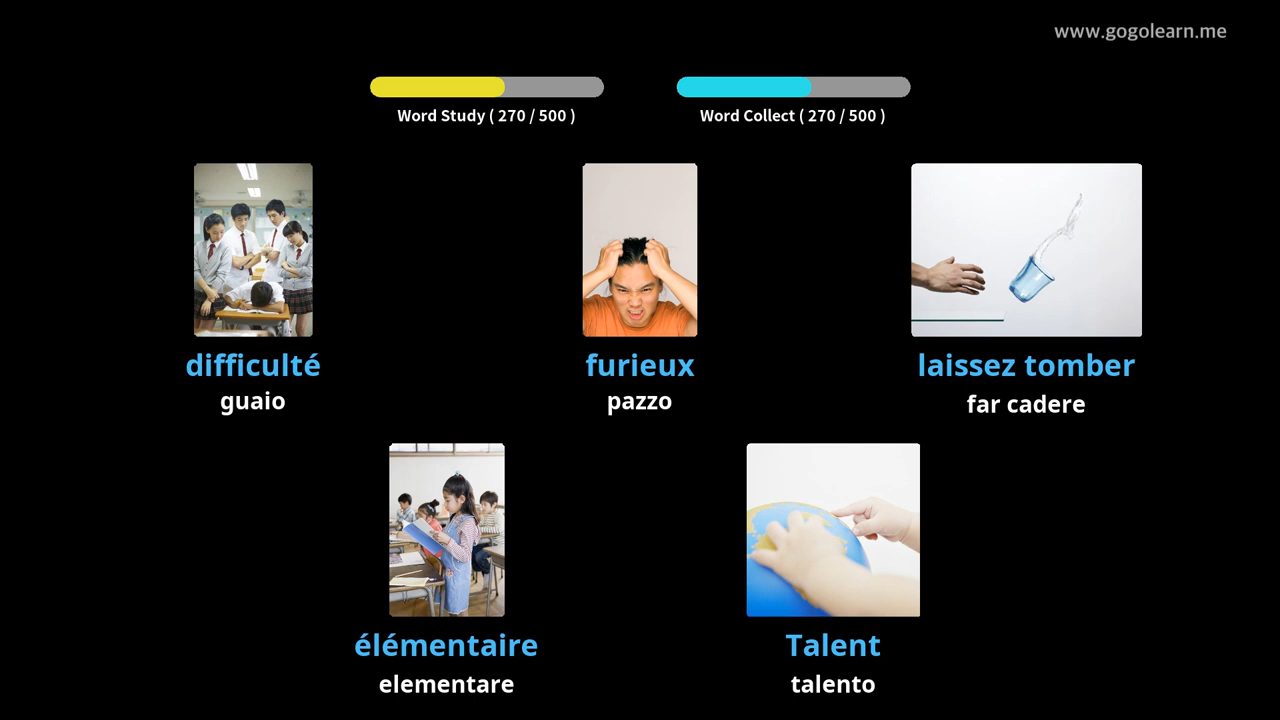 www.gogolearn.me
Word Study ( 270 / 500 )
Word Collect ( 270 / 500 )
difficulté
guaio
furieux
pazzo
laissez tomber
far cadere
élémentaire
elementare
Talent
talento